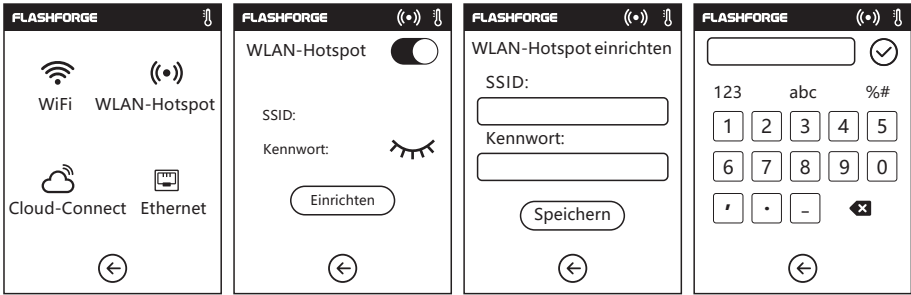 FLASHFORGE
WiFi WLAN-Hotspot
Cloud-Connect Ethernet
FLASHFORGE
WLAN-Hotspot
SSID:
Kennwort:
Einrichten
FLASHFORGE
WLAN-Hotspot einrichten
SSID:
Kennwort:
Speichern
FLASHFORGE
123 abc %#
1 2 3 4 5
6 7 8 9 0
, . -